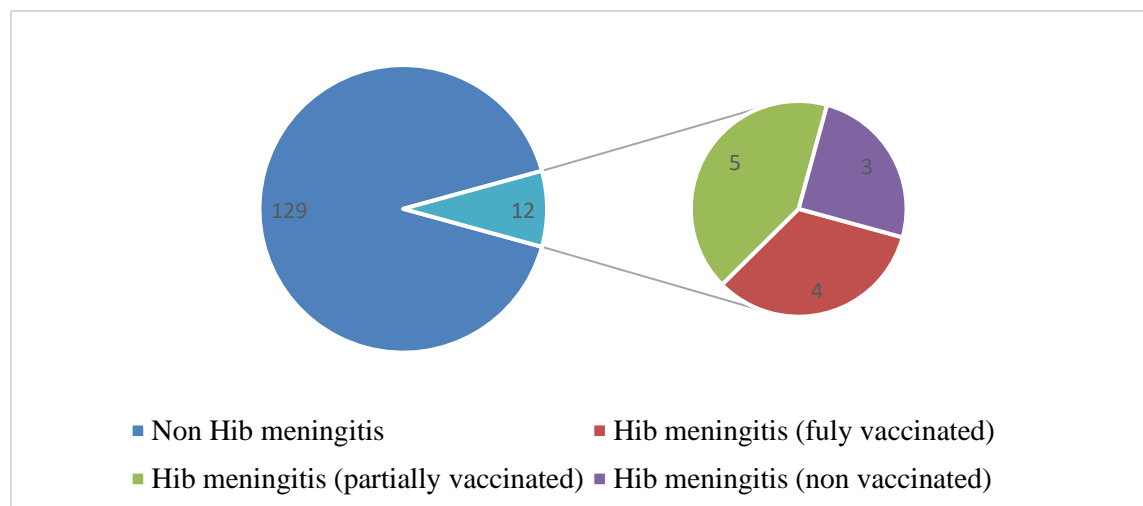 129
12
5
3
4
Non Hib meningitis
Hib meningitis (fuly vaccinated)
Hib meningitis (partially vaccinated)
Hib meningitis (non vaccinated)